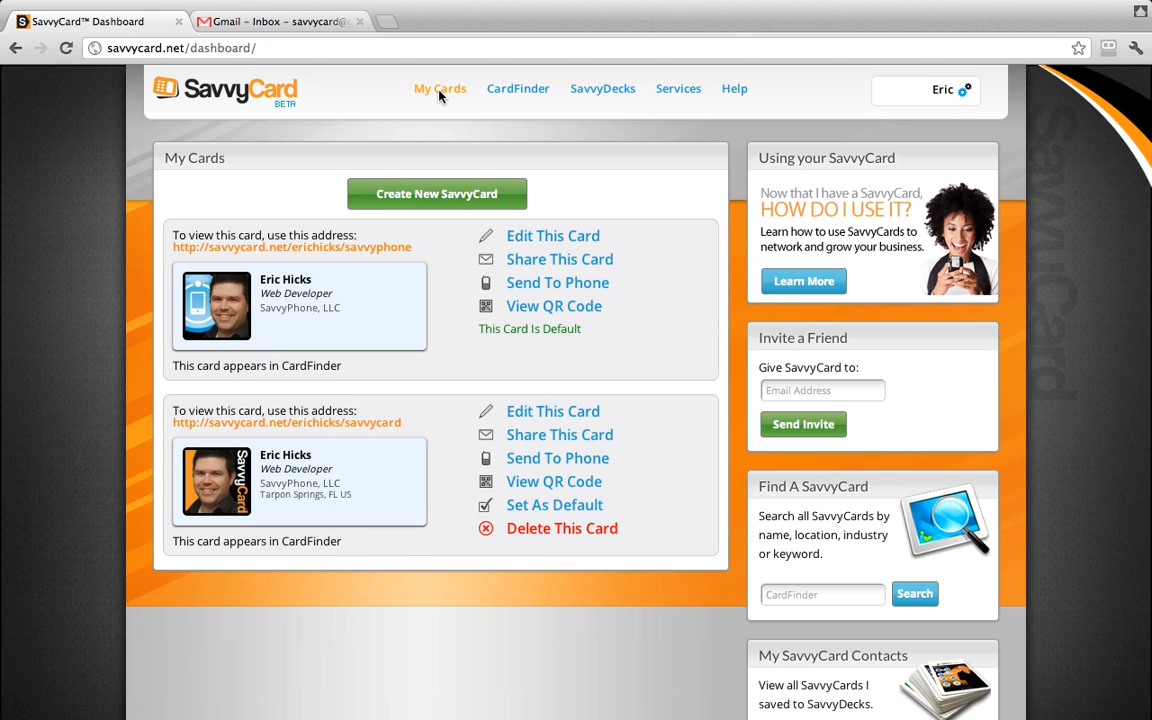 SavvyCard™ Dashboard
Gmail – Inbox – savvycard@
savvycard.net/dashboard/
SavvyCard
BETA
My Cards
CardFinder
SavvyDecks
Services
Help
Eric
My Cards
Create New SavvyCard
To view this card, use this address:
http://savvycard.net/erichicks/savvyphone
Eric Hicks
Web Developer
SavvyPhone, LLC
This card appears in CardFinder
Edit This Card
Share This Card
Send To Phone
View QR Code
This Card Is Default
To view this card, use this address:
http://savvycard.net/erichicks/savvycard
SavvyCard
Eric Hicks
Web Developer
SavvyPhone, LLC
Tarpon Springs, FL US
This card appears in CardFinder
Edit This Card
Share This Card
Send To Phone
View QR Code
Set As Default
Delete This Card
Using your SavvyCard
Now that I have a SavvyCard,
HOW DO I USE IT?
Learn how to use SavvyCards to
network and grow your business.
Learn More
Invite a Friend
Give SavvyCard to:
Email Address
Send Invite
Find A SavvyCard
Search all SavvyCards by
name, location, industry
or keyword.
CardFinder
Search
My SavvyCard Contacts
View all SavvyCards I
saved to SavvyDecks.
SavvyCard